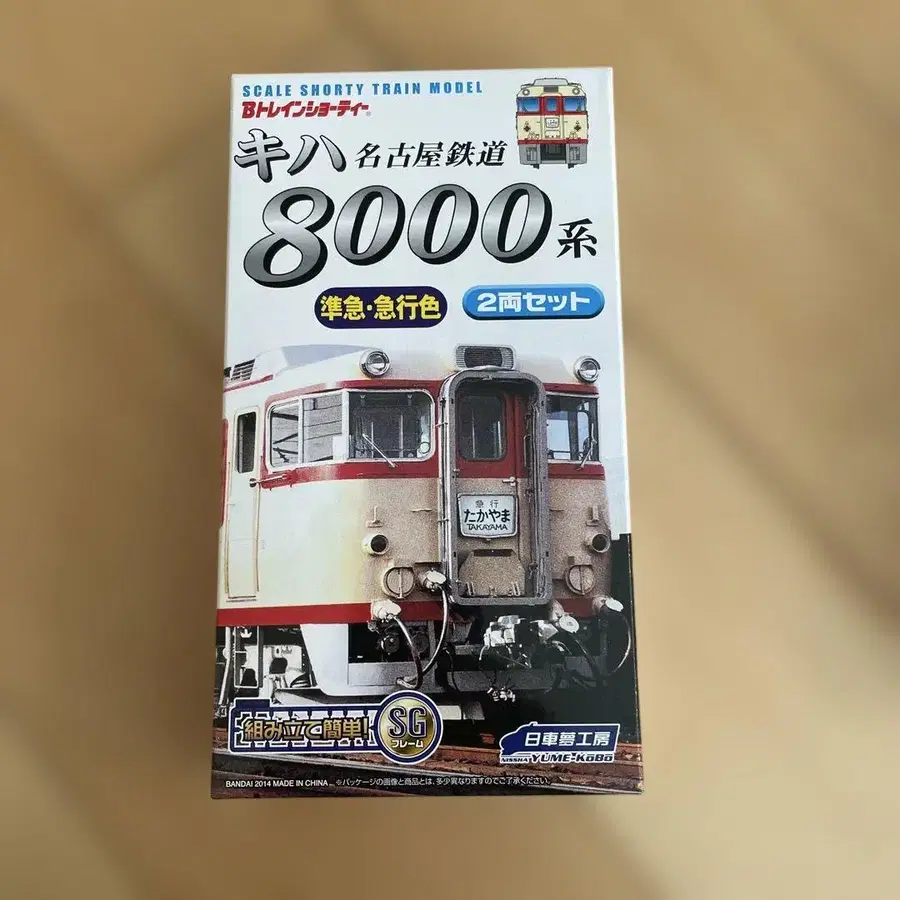 SCALE SHORTY TRAIN MODEL
Bトレインショーティー®
キハ 名古屋鉄道
8000系
準急・急行色
2両セット
急行
たかやま
TAKAYAMA
組み立て簡単!
SG
フレーム
日車夢工房
NISSHA YUME-KoBo
BANDAI 2014 MADE IN CHINA ※パッケージの画像と商品とは、多少異なりますのでご了承ください。